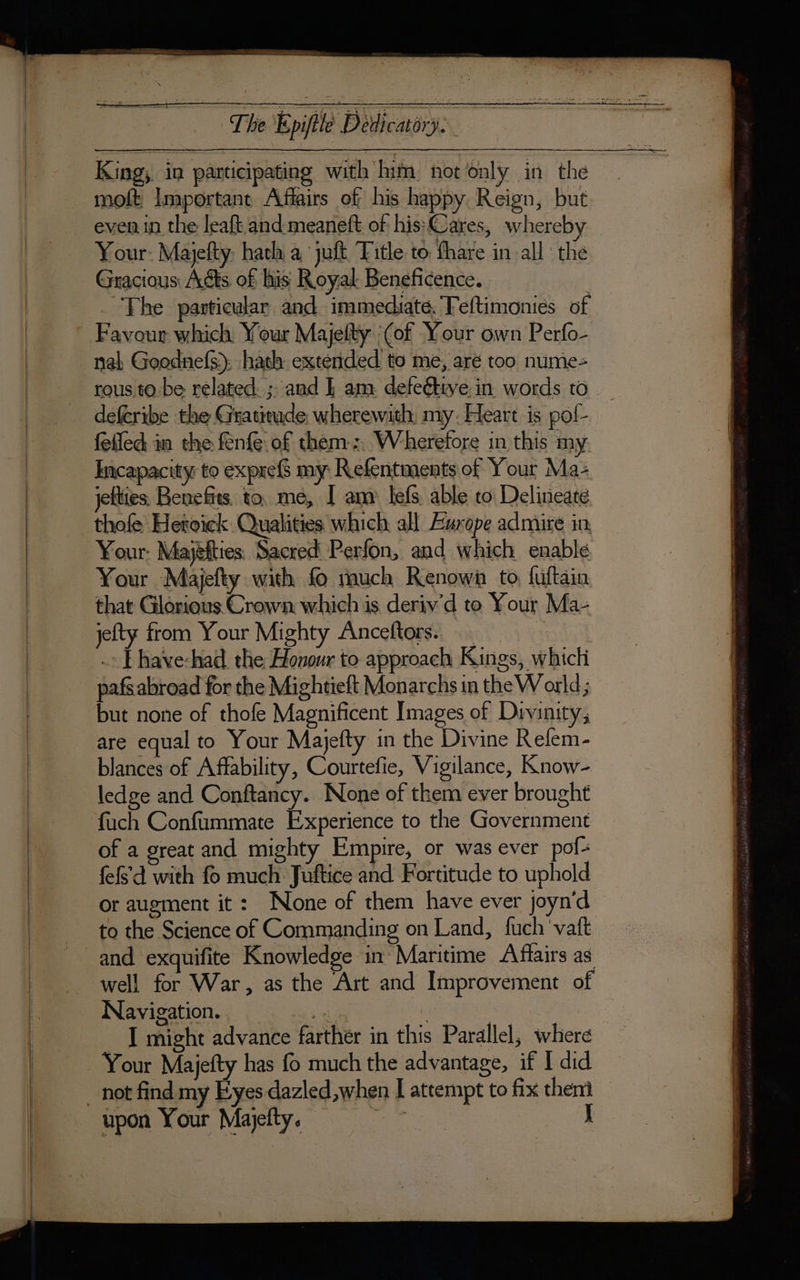 The Epiſtle Dedicatory.
King, in participating with him not only in the
moſt Important Affairs of his happy Reign, but
even in the leaſt and meaneſt of his Cares, whereby
Your Majeſty hath a juſt Title to ſhare in all the
Gracious Acts of his Royal Beneficence.
The particular and immediate Teſtimonies of
Favour which Your Majeſty (of Your own Perſo-
nal Goodneſs) hath extended to me, are too nume-
rous to be related; and I am defective in words to
deſcribe the Gratitude wherewith my Heart is poſ-
ſeſſed in the ſenſe of them: Wherefore in this my
Incapacity to expreſs my Reſentments of Your Ma-
jeſties Benefits to me, I am leſs able to Delineate
thoſe Heroick Qualities which all Europe admire in
Your Majeſties Sacred Perſon, and which enable
Your Majeſty with ſo much Renown to ſuſtain
that Glorious Crown which is deriv'd to Your Ma-
jeſty from Your Mighty Anceſtors.
I have had the Honour to approach Kings, which
paſs abroad for the Mightieſt Monarchs in the World;
but none of thoſe Magnificent Images of Divinity,
are equal to Your Majeſty in the Divine Reſem-
blances of Affability, Courteſie, Vigilance, Know-
ledge and Conſtancy. None of them ever brought
ſuch Conſummate Experience to the Government
of a great and mighty Empire, or was ever poſ-
ſeſs'd with ſo much Juſtice and Fortitude to uphold
or augment it: None of them have ever joyn'd
to the Science of Commanding on Land, ſuch vaſt
and exquiſite Knowledge in Maritime Affairs as
well for War, as the Art and Improvement of
Navigation.
I might advance farther in this Parallel, where
Your Majeſty has ſo much the advantage, if I did
not find my Eyes dazled, when I attempt to fix them
upon Your Majeſty.
I